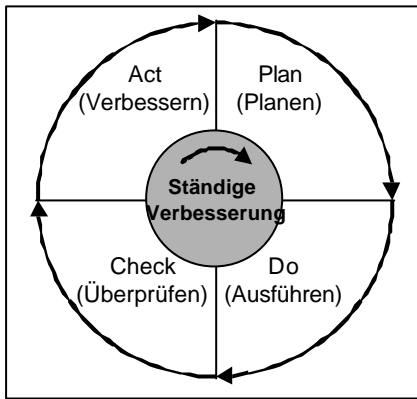 Act
(Verbessern)
Plan
(Planen)
Ständige
Verbesserung
Check
(Überprüfen)
Do
(Ausführen)